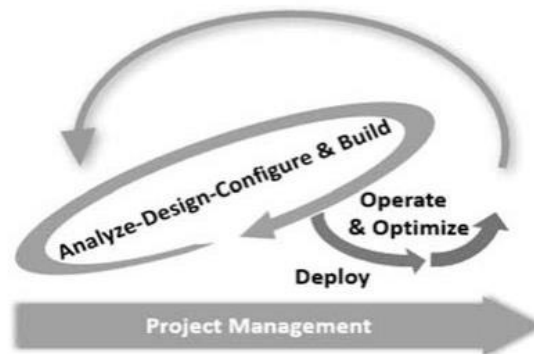 Analyze-Design-Configure & Build
Operate
& Optimize
Deploy
Project Management